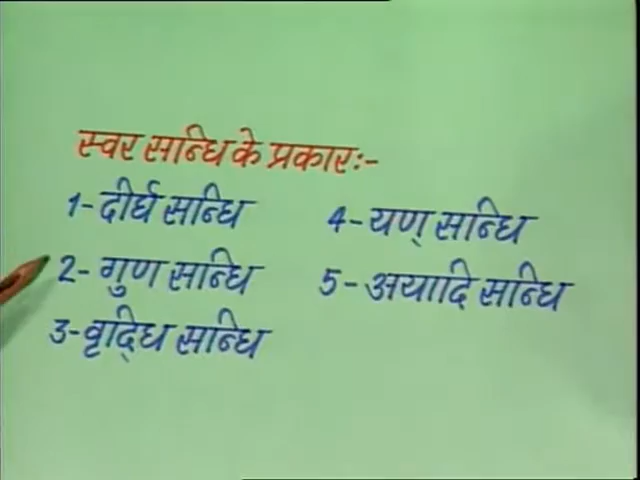 स्वर सन्धि के प्रकारः-
1- दीर्घ सन्धि
2- गुण सन्धि
3- वृद्धि सन्धि
4- यण् सन्धि
5- अयादि सन्धि